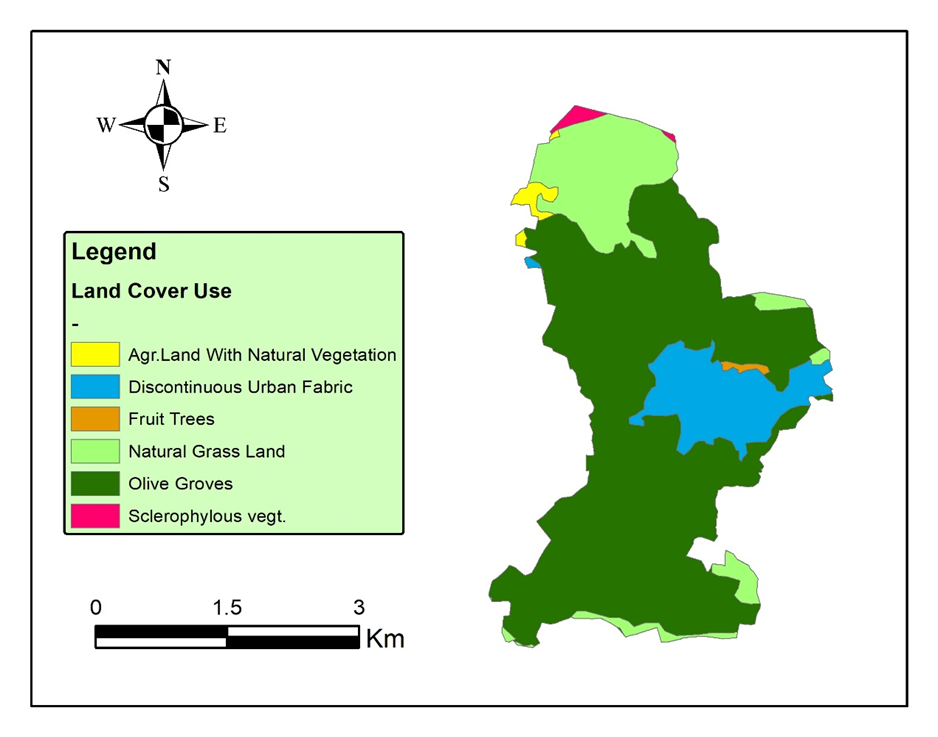 N
W E
S
Legend
Land Cover Use
-
Agr.Land With Natural Vegetation
Discontinuous Urban Fabric
Fruit Trees
Natural Grass Land
Olive Groves
Sclerophylous vegt.
0 1.5 3
Km